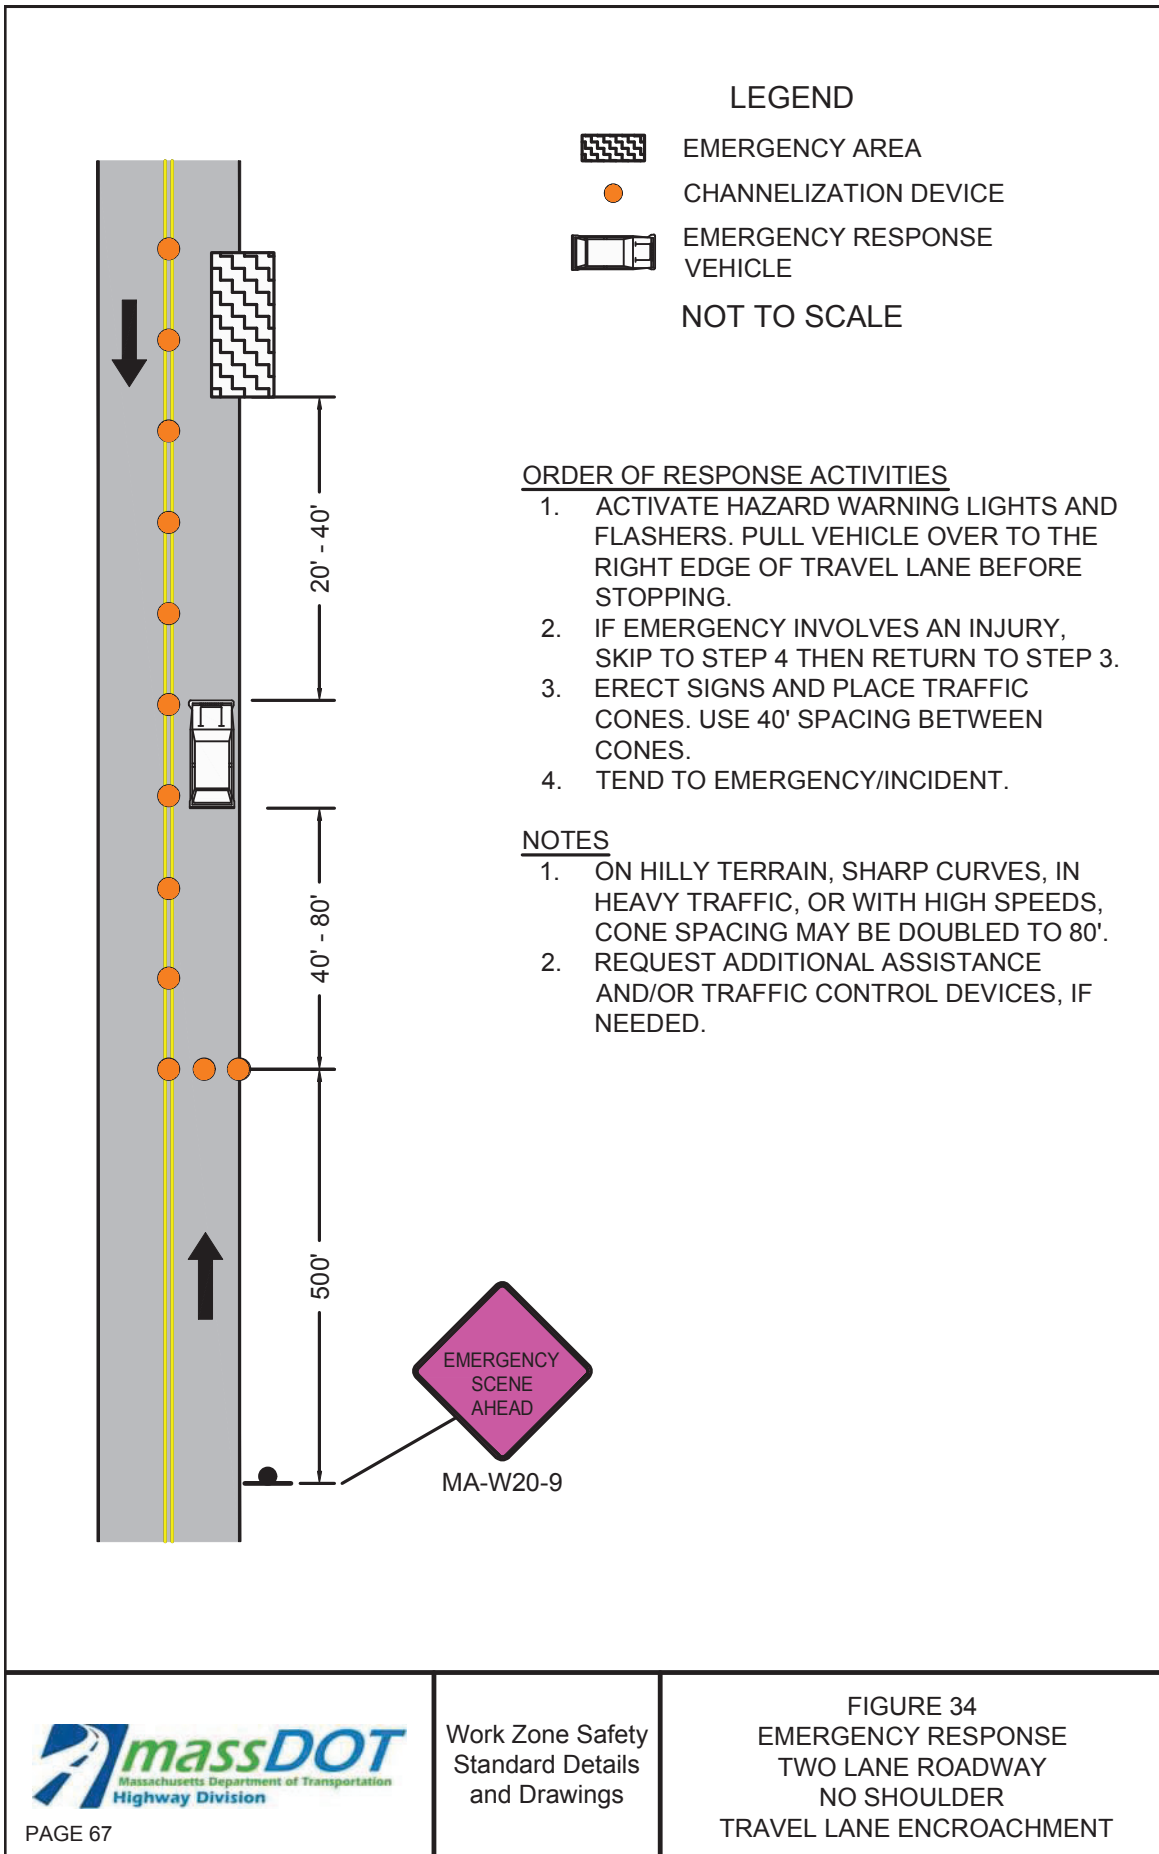 LEGEND
EMERGENCY AREA
CHANNELIZATION DEVICE
EMERGENCY RESPONSE
VEHICLE
NOT TO SCALE
20' - 40'
40' - 80'
500'
ORDER OF RESPONSE ACTIVITIES
1. ACTIVATE HAZARD WARNING LIGHTS AND
FLASHERS. PULL VEHICLE OVER TO THE
RIGHT EDGE OF TRAVEL LANE BEFORE
STOPPING.
2. IF EMERGENCY INVOLVES AN INJURY,
SKIP TO STEP 4 THEN RETURN TO STEP 3.
3. ERECT SIGNS AND PLACE TRAFFIC
CONES. USE 40' SPACING BETWEEN
CONES.
4. TEND TO EMERGENCY/INCIDENT.
NOTES
1. ON HILLY TERRAIN, SHARP CURVES, IN
HEAVY TRAFFIC, OR WITH HIGH SPEEDS,
CONE SPACING MAY BE DOUBLED TO 80'.
2. REQUEST ADDITIONAL ASSISTANCE
AND/OR TRAFFIC CONTROL DEVICES, IF
NEEDED.
EMERGENCY
SCENE
AHEAD
MA-W20-9
massDOT
Massachusetts Department of Transportation
Highway Division
PAGE 67
Work Zone Safety
Standard Details
and Drawings
FIGURE 34
EMERGENCY RESPONSE
TWO LANE ROADWAY
NO SHOULDER
TRAVEL LANE ENCROACHMENT